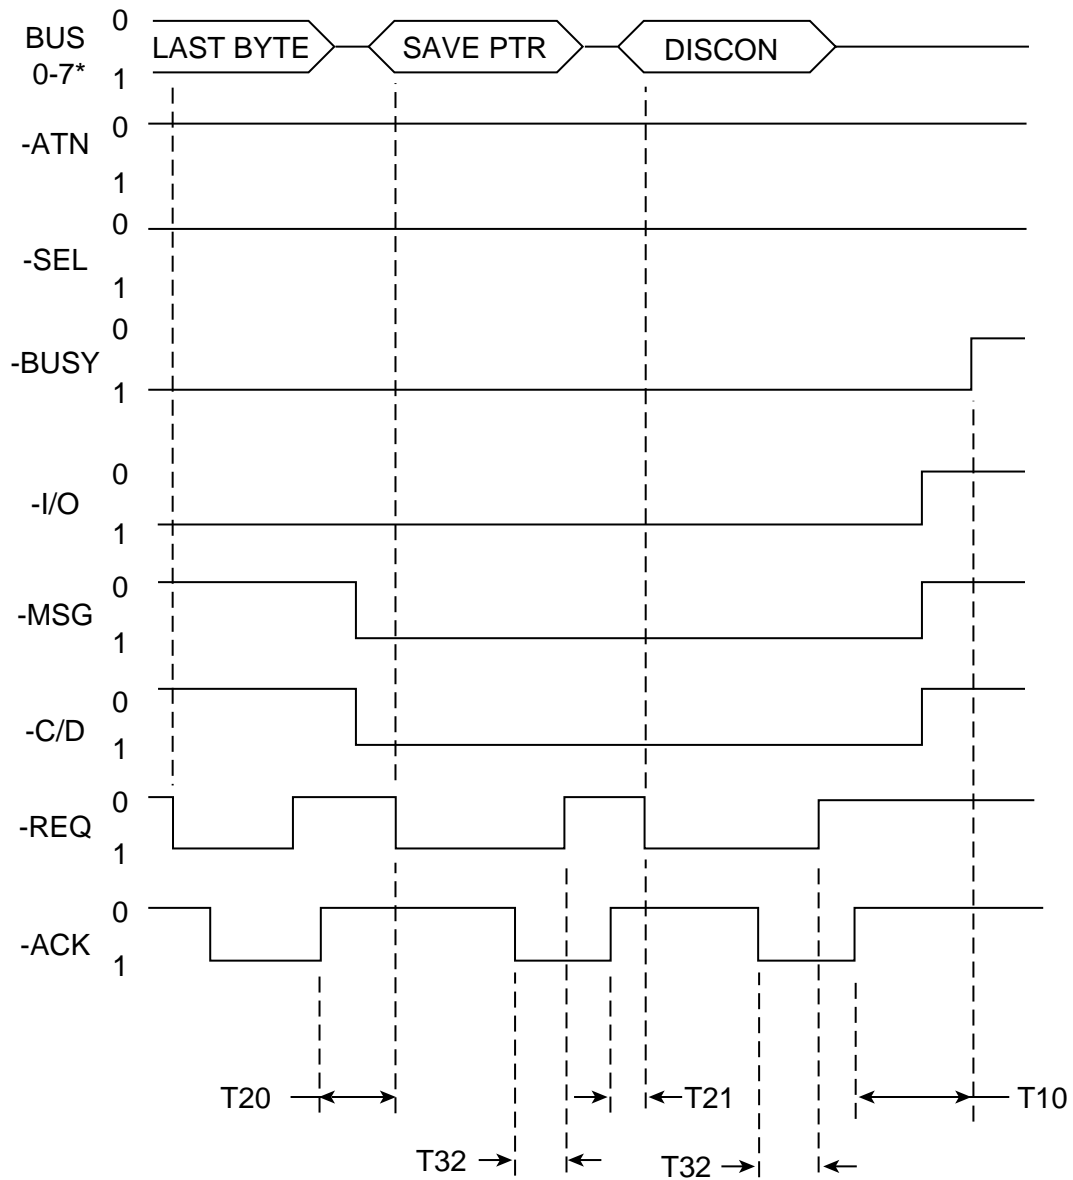 0
BUS
0-7*
1
LAST BYTE
SAVE PTR
DISCON
0
-ATN
1
0
-SEL
1
0
-BUSY
1
0
-I/O
1
0
-MSG
1
0
-C/D
1
0
-REQ
1
0
-ACK
1
T20
T21
T10
T32
T32